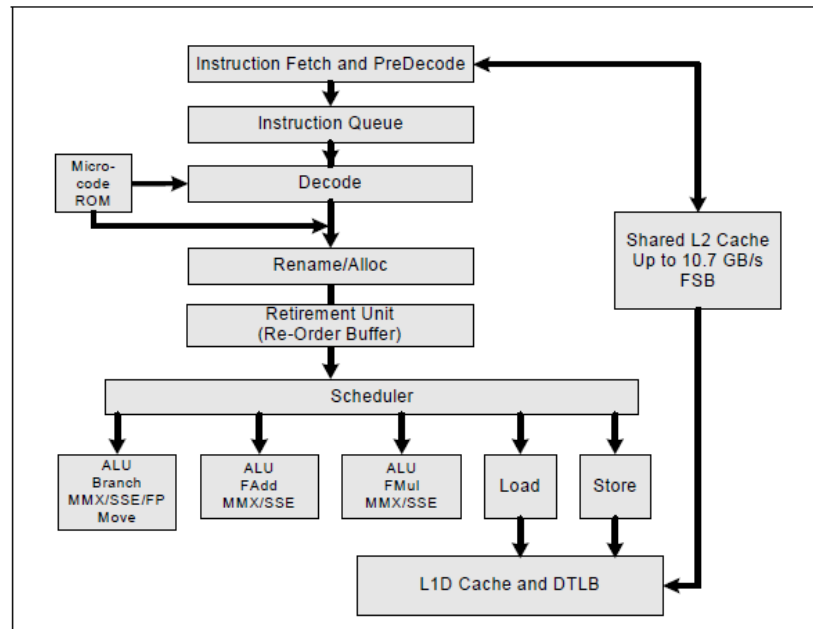 Instruction Fetch and PreDecode
Instruction Queue
Micro-
code
ROM
Decode
Shared L2 Cache
Up to 10.7 GB/s
FSB
Rename/Alloc
Retirement Unit
(Re-Order Buffer)
Scheduler
ALU
Branch
MMX/SSE/FP
Move
ALU
FAdd
MMX/SSE
ALU
FMul
MMX/SSE
Load
Store
L1D Cache and DTLB